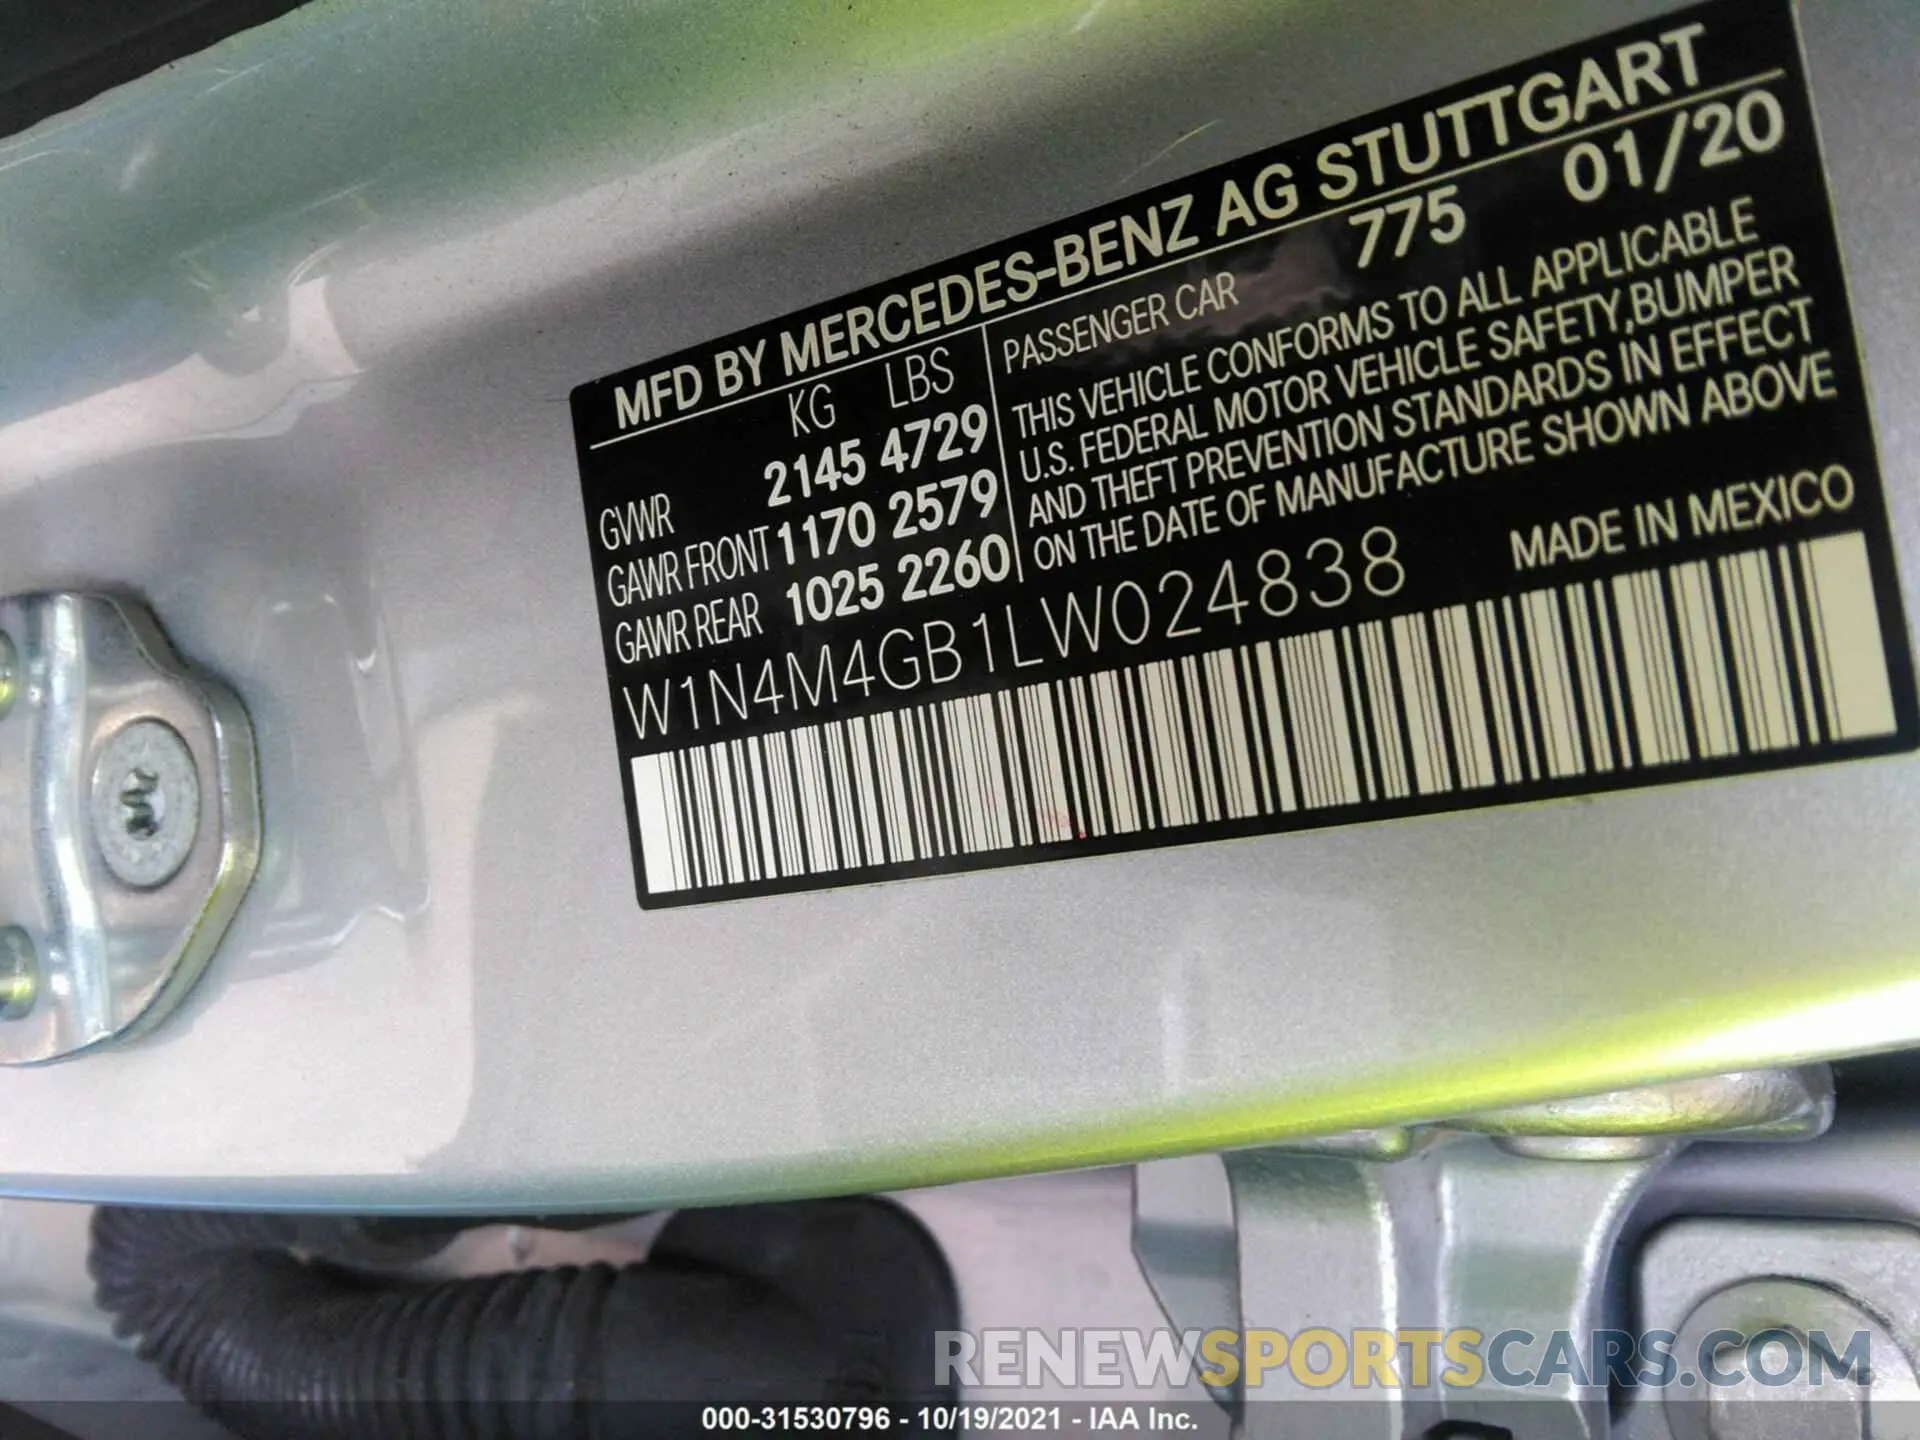 MFD BY MERCEDES-BENZ AG STUTTGART
KG LBS
GVWR 2145 4729
GAWR FRONT 1170 2579
GAWR REAR 1025 2260
PASSENGER CAR 775 01/20
THIS VEHICLE CONFORMS TO ALL APPLICABLE
U.S. FEDERAL MOTOR VEHICLE SAFETY,BUMPER
AND THEFT PREVENTION STANDARDS IN EFFECT
ON THE DATE OF MANUFACTURE SHOWN ABOVE
W1N4M4GB1LW024838 MADE IN MEXICO
RENEWSPORTSCARS.COM
000-31530796 - 10/19/2021 - IAA Inc.